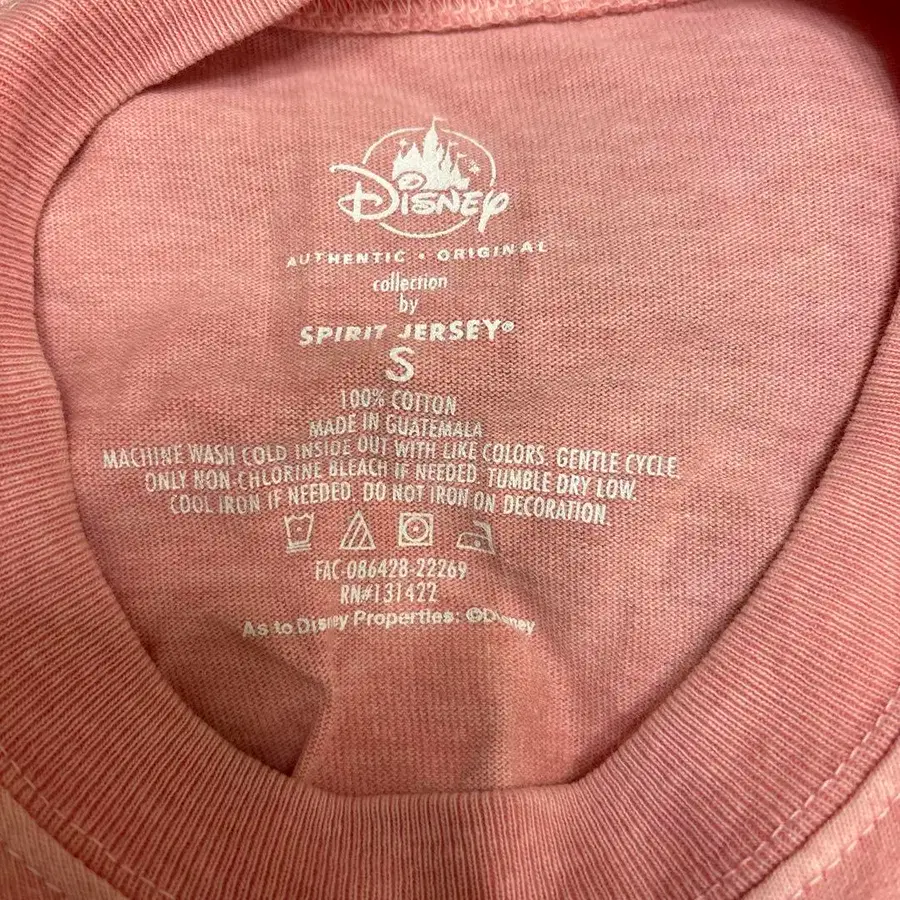 Disney
AUTHENTIC • ORIGINAL
collection
by
SPIRIT JERSEY®
S
100% COTTON
MADE IN GUATEMALA
MACHINE WASH COLD INSIDE OUT WITH LIKE COLORS. GENTLE CYCLE.
ONLY NON-CHLORINE BLEACH IF NEEDED. TUMBLE DRY LOW.
COOL IRON IF NEEDED. DO NOT IRON ON DECORATION.
FAC-086428-22269
RN#131422
As to Disney Properties: ©Disney